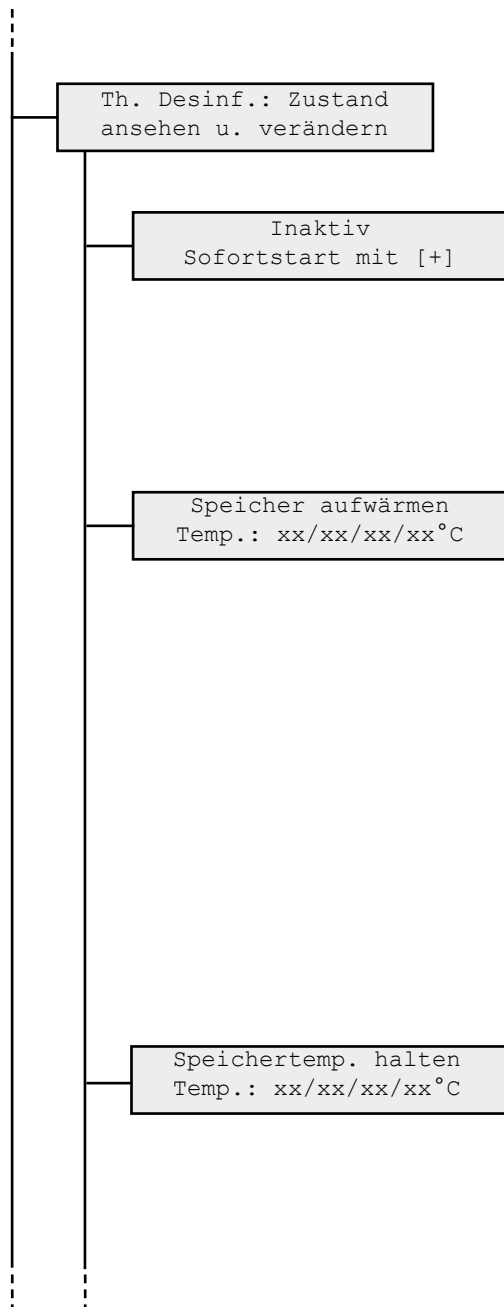 Th. Desinf.: Zustand
ansehen u. verändern
Inaktiv
Sofortstart mit [+]
Speicher aufwärmen
Temp.: xx/xx/xx/xx°C
Speichertemp. halten
Temp.: xx/xx/xx/xx°C